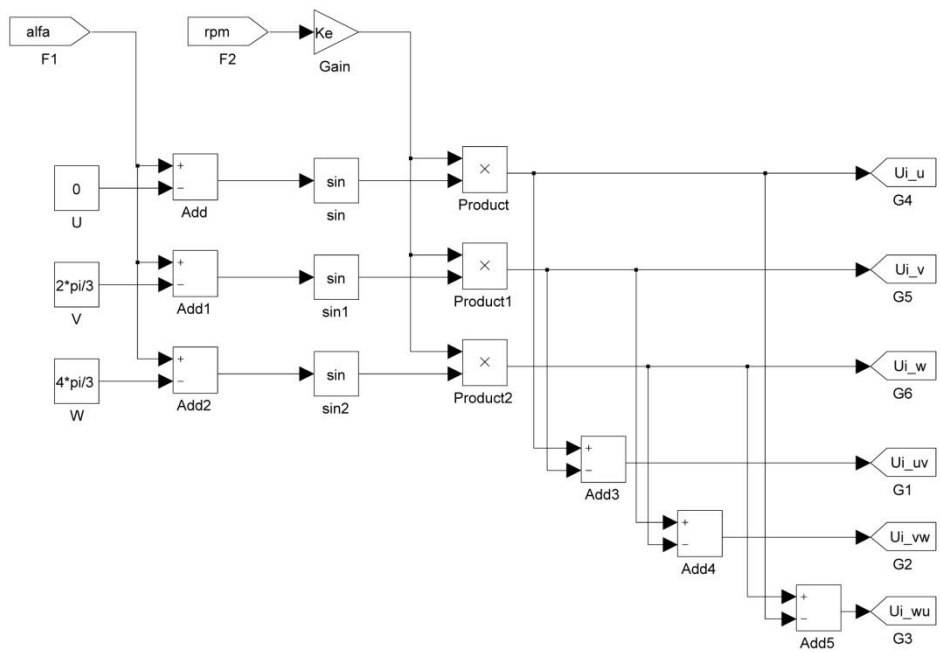 alfa
F1
rpm
F2
Ke
Gain
0
U
+
−
Add
sin
sin
×
Product
Ui_u
G4
2*pi/3
V
+
−
Add1
sin
sin1
×
Product1
Ui_v
G5
4*pi/3
W
+
−
Add2
sin
sin2
×
Product2
Ui_w
G6
+
−
Add3
Ui_uv
G1
+
−
Add4
Ui_vw
G2
+
−
Add5
Ui_wu
G3